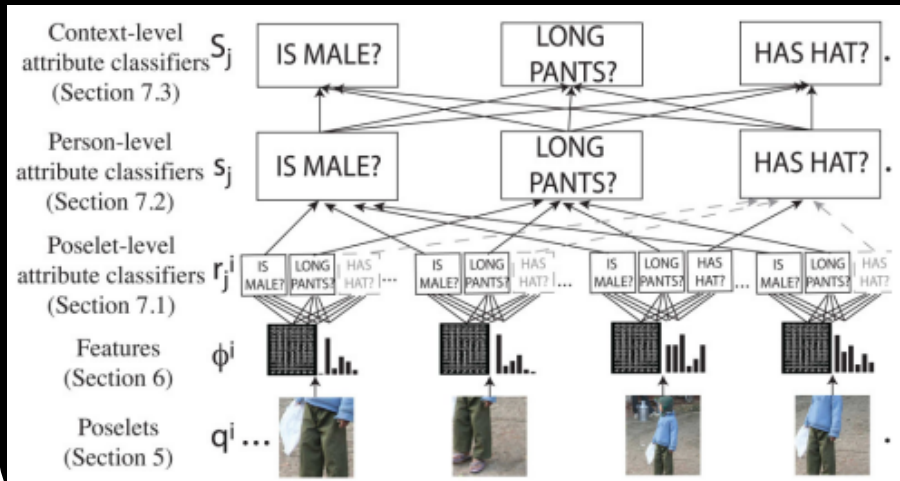 Context-level
attribute classifiers
(Section 7.3)
S_j
IS MALE?
LONG
PANTS?
HAS HAT?
.
Person-level
attribute classifiers
(Section 7.2)
s_j
IS MALE?
LONG
PANTS?
HAS HAT?
.
Poselet-level
attribute classifiers
(Section 7.1)
r_j^i
IS
MALE?
LONG
PANTS?
HAS
HAT?
...
IS
MALE?
LONG
PANTS?
HAS
HAT?
...
IS
MALE?
LONG
PANTS?
HAS
HAT?
...
IS
MALE?
LONG
PANTS?
HAS
HAT?
Features
(Section 6)
ϕ^i
Poselets
(Section 5)
q^i ...
.